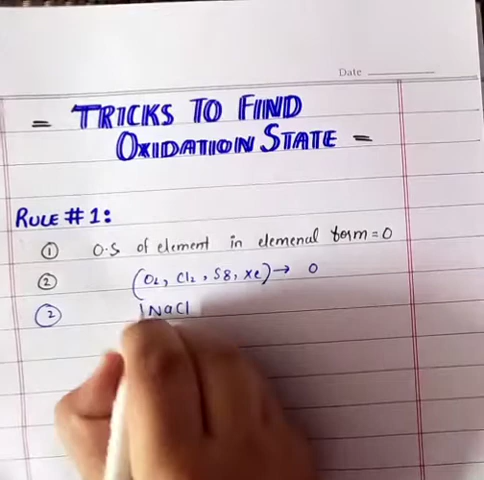 Date
= TRICKS TO FIND
OXIDATION STATE =
RULE # 1:
① O.S of element in elemenal form = 0
② (O₂, Cl₂, S8, Xe) → 0
② NaCl